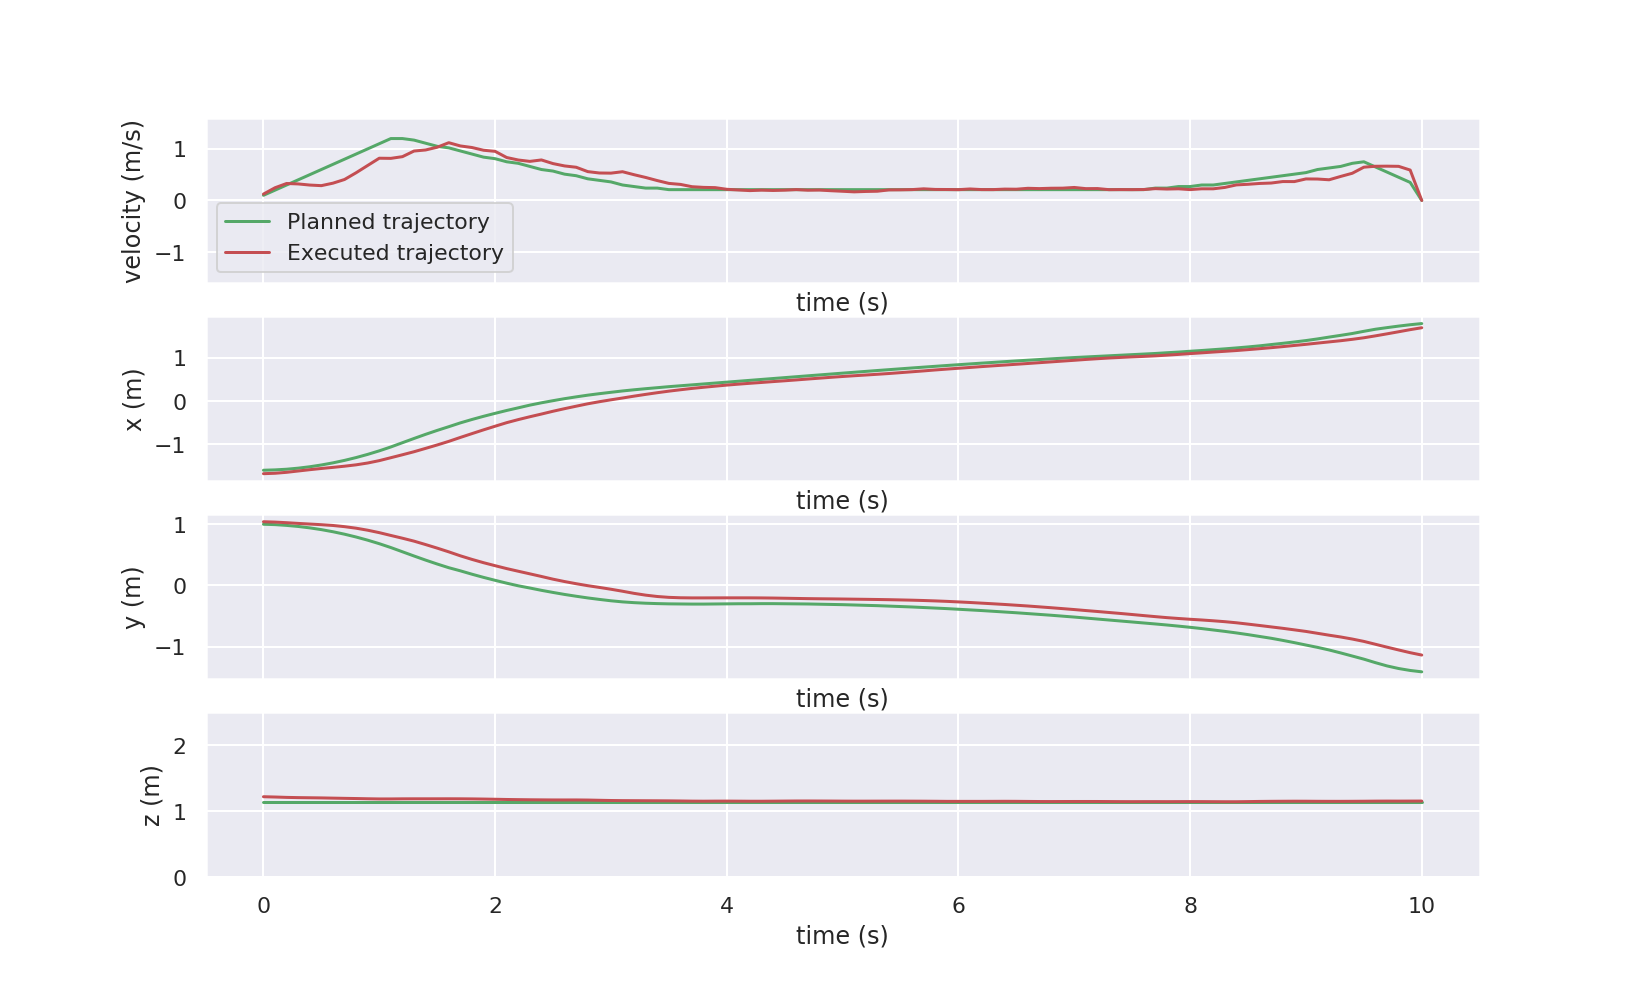 velocity (m/s)
1
0
−1
Planned trajectory
Executed trajectory
time (s)
x (m)
1
0
−1
time (s)
y (m)
1
0
−1
time (s)
z (m)
2
1
0
0 2 4 6 8 10
time (s)